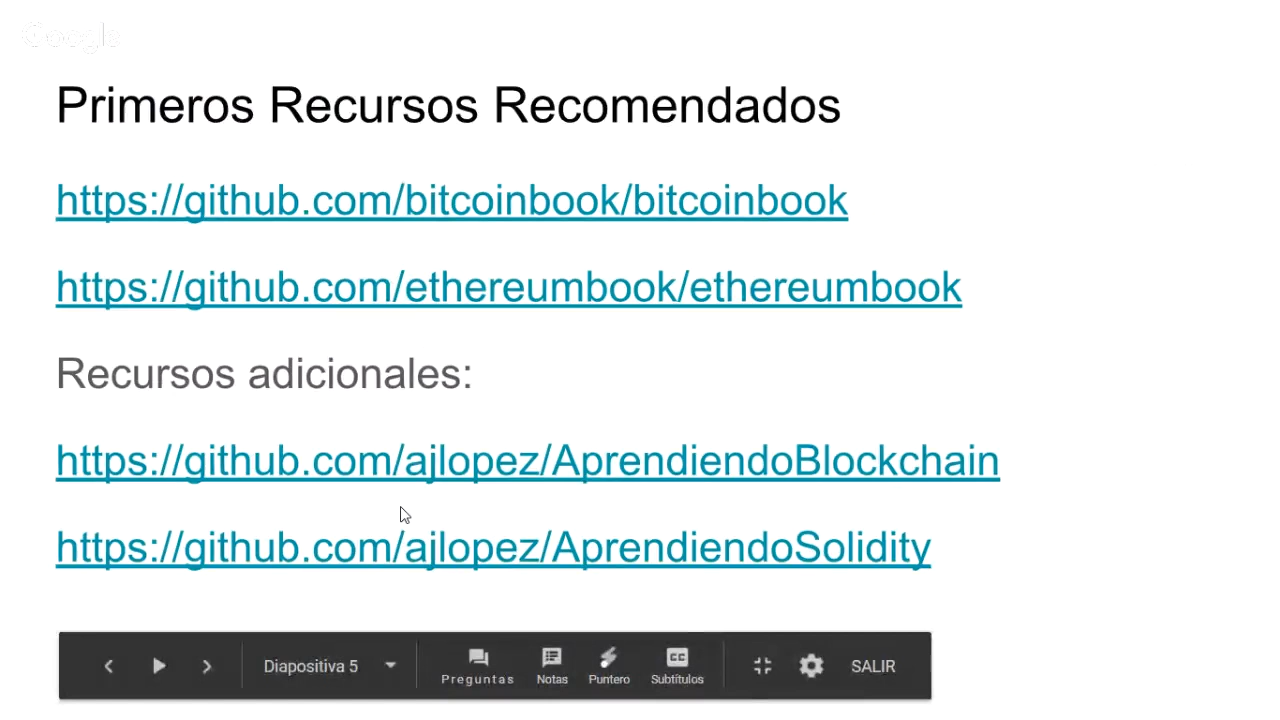 Google
Primeros Recursos Recomendados
https://github.com/bitcoinbook/bitcoinbook
https://github.com/ethereumbook/ethereumbook
Recursos adicionales:
https://github.com/ajlopez/AprendiendoBlockchain
https://github.com/ajlopez/AprendiendoSolidity
Diapositiva 5
Preguntas Notas Puntero Subtítulos
SALIR